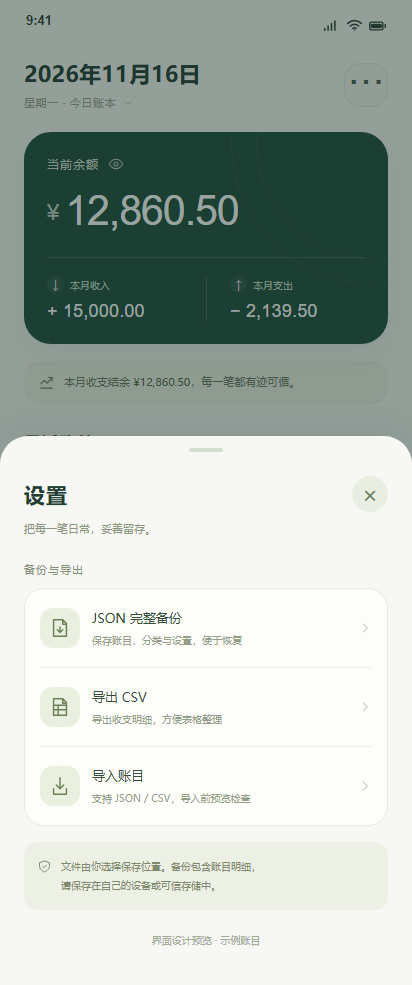 9:41
2026年11月16日
星期一 · 今日账本
当前余额
¥ 12,860.50
本月收入
本月支出
+ 15,000.00
− 2,139.50
本月收支结余 ¥12,860.50，每一笔都有迹可循。
设置
把每一笔日常，妥善留存。
备份与导出
JSON 完整备份
保存账目、分类与设置，便于恢复
导出 CSV
导出收支明细，方便表格整理
导入账目
支持 JSON / CSV，导入前预览检查
文件由你选择保存位置。备份包含账目明细，
请保存在自己的设备或可信存储中。
界面设计预览 · 示例账目